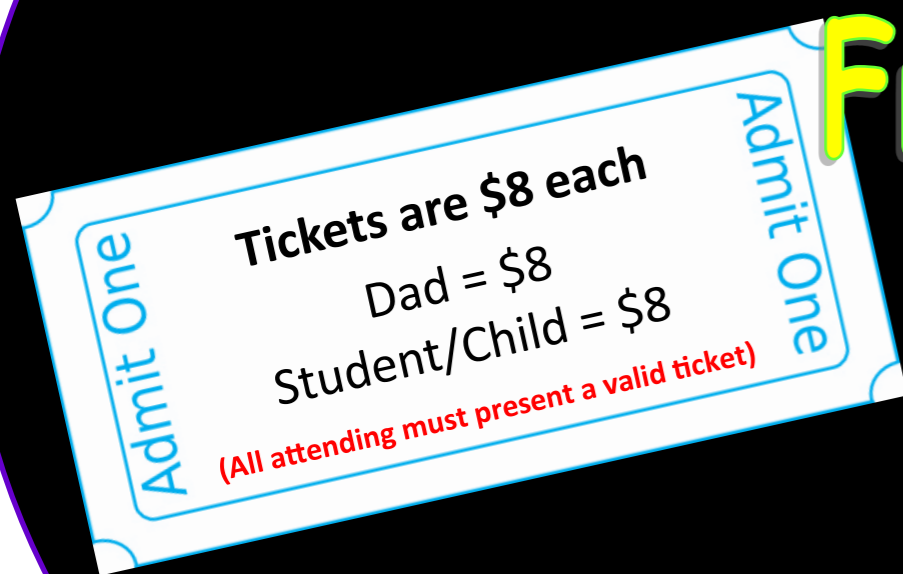 Admit One
Tickets are $8 each
Dad = $8
Student/Child = $8
(All attending must present a valid ticket)
Admit One